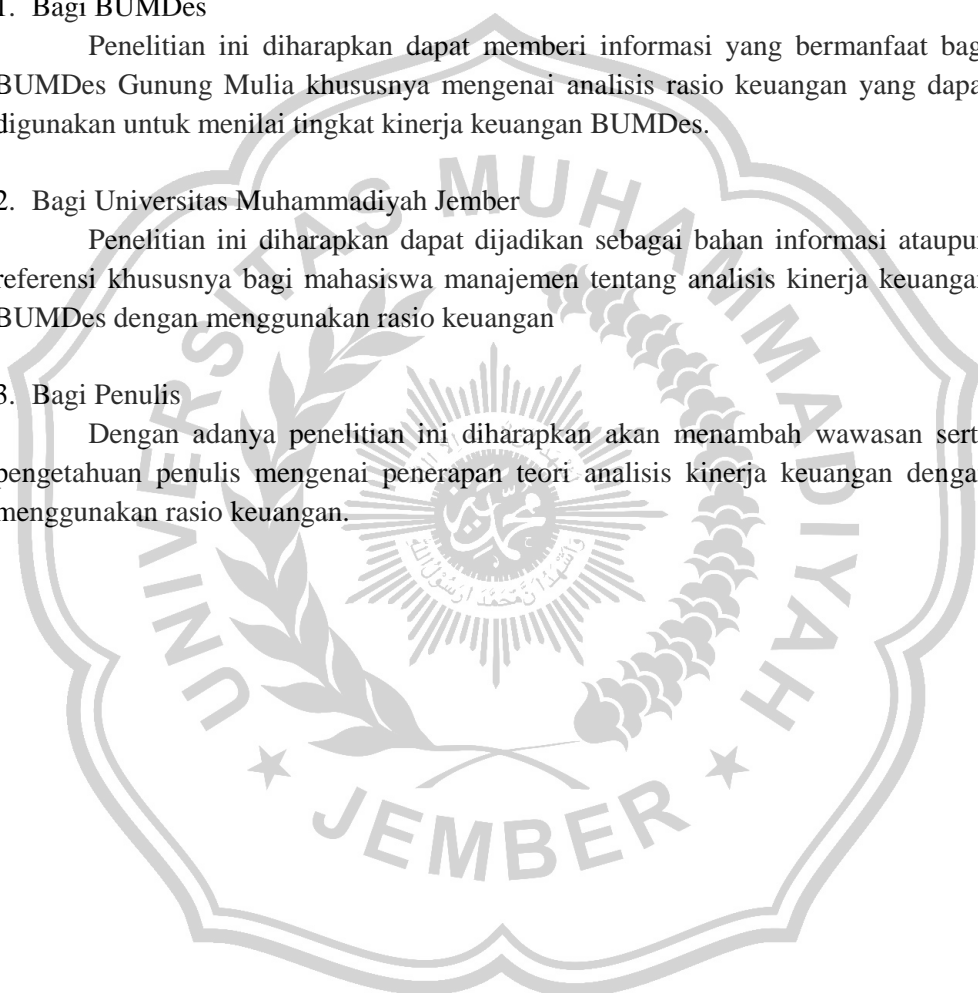 1. Bagi BUMDes
Penelitian ini diharapkan dapat memberi informasi yang bermanfaat bag
BUMDes Gunung Mulia khususnya mengenai analisis rasio keuangan yang dapa
digunakan untuk menilai tingkat kinerja keuangan BUMDes.
2. Bagi Universitas Muhammadiyah Jember
Penelitian ini diharapkan dapat dijadikan sebagai bahan informasi ataupu
referensi khususnya bagi mahasiswa manajemen tentang analisis kinerja keuangan
BUMDes dengan menggunakan rasio keuangan
3. Bagi Penulis
Dengan adanya penelitian ini diharapkan akan menambah wawasan sert
pengetahuan penulis mengenai penerapan teori analisis kinerja keuangan denga
menggunakan rasio keuangan.
UNIVERSITAS MUHAMMADIYAH
JEMBER